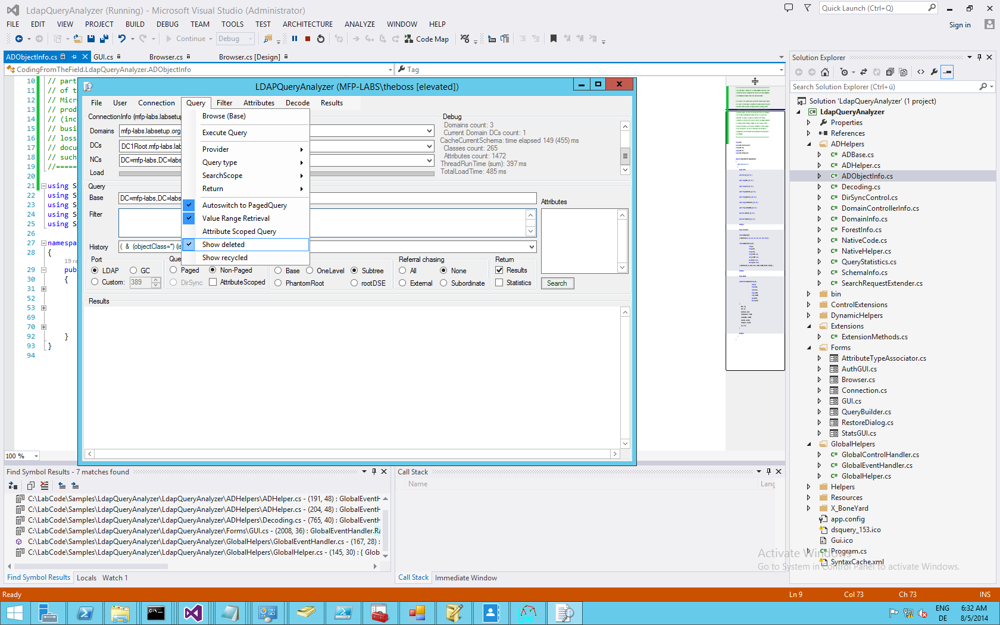 LdapQueryAnalyzer (Running) - Microsoft Visual Studio (Administrator)
Quick Launch (Ctrl+Q)
FILE EDIT VIEW PROJECT BUILD DEBUG TEAM TOOLS TEST ARCHITECTURE ANALYZE WINDOW HELP
Sign in
Continue Debug Code Map
ADObjectInfo.cs GUI.cs Browser.cs Browser.cs [Design]
CodingFromTheField.LdapQueryAnalyzer.ADObjectInfo Tag
10 // part
11 // of t
12 // Micr
13 // prod
14 // (inc
15 // busi
16 // loss
17 // docu
18 // such
19 //=====
20
21 using S
22 using S
23 using S
24 using S
25 using S
26
27 namespa
28 {
19 re
29 pub
30 {
31
52
53
69
70
92 }
93 }
94
100 %
LDAPQueryAnalyzer (MFP-LABS\theboss [elevated])
File User Connection Query Filter Attributes Decode Results
ConnectionInfo (mfp-labs.labsetup
Domains mfp-labs.labsetup.org
DCs DC1Root.mfp-labs.lab
NCs DC=mfp-labs,DC=labs
Load
Debug
Domains count: 3
Current Domain DCs count: 1
CacheCurrentSchema: time elapsed 149 (455) ms
Classes count: 265
Attributes count: 1472
ThreadRunTime (sum): 397 ms
TotalLoadTime: 485 ms
Browse (Base)
Execute Query
Provider
Query type
SearchScope
Return
Autoswitch to PagedQuery
Value Range Retrieval
Attribute Scoped Query
Show deleted
Show recycled
Query
Base DC=mfp-labs,DC=labs
Filter
History ( & (objectClass=*) (is
Attributes
Port
LDAP GC
Custom: 389
Que
Paged Non-Paged
DirSync AttributeScoped
Base OneLevel Subtree
PhantomRoot rootDSE
Referral chasing
All None
External Subordinate
Return
Results
Statistics
Search
Results
Solution Explorer
Search Solution Explorer (Ctrl+ü)
Solution 'LdapQueryAnalyzer' (1 project)
LdapQueryAnalyzer
Properties
References
ADHelpers
ADBase.cs
ADHelper.cs
ADObjectInfo.cs
Decoding.cs
DirSyncControl.cs
DomainControllerInfo.cs
DomainInfo.cs
ForestInfo.cs
NativeCode.cs
NativeHelper.cs
QueryStatistics.cs
SchemaInfo.cs
SearchRequestExtender.cs
bin
ControlExtensions
DynamicHelpers
Extensions
ExtensionMethods.cs
Forms
AttributeTypeAssociator.cs
AuthGUI.cs
Browser.cs
Connection.cs
GUI.cs
QueryBuilder.cs
RestoreDialog.cs
StatsGUI.cs
GlobalHelpers
GlobalControlHandler.cs
GlobalEventHandler.cs
GlobalHelper.cs
Helpers
Resources
X_BoneYard
app.config
dsquery_153.ico
Gui.ico
Program.cs
SyntaxCache.xml
Activate Windows
Go to System in Control Panel to activate Windows.
Find Symbol Results - 7 matches found
C:\LabCode\Samples\LdapQueryAnalyzer\LdapQueryAnalyzer\ADHelpers\ADHelper.cs - (191, 48) : GlobalEventH
C:\LabCode\Samples\LdapQueryAnalyzer\LdapQueryAnalyzer\ADHelpers\ADHelper.cs - (204, 48) : GlobalEventH
C:\LabCode\Samples\LdapQueryAnalyzer\LdapQueryAnalyzer\ADHelpers\Decoding.cs - (765, 40) : GlobalEventH
C:\LabCode\Samples\LdapQueryAnalyzer\LdapQueryAnalyzer\Forms\GUI.cs - (2008, 36) : GlobalEventHandler.Ra
C:\LabCode\Samples\LdapQueryAnalyzer\LdapQueryAnalyzer\GlobalHelpers\GlobalEventHandler.cs - (167, 28) :
C:\LabCode\Samples\LdapQueryAnalyzer\LdapQueryAnalyzer\GlobalHelpers\GlobalHelper.cs - (145, 30) : { Glob
Find Symbol Results Locals Watch 1
Call Stack
Name Lang
Call Stack Immediate Window
Ready Ln 9 Col 73 Ch 73 INS
ldap
ENG 6:32 AM
DE 8/5/2014